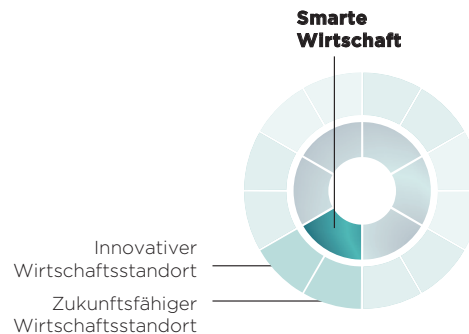 Smarte
Wirtschaft
Innovativer
Wirtschaftsstandort
Zukunftsfähiger
Wirtschaftsstandort